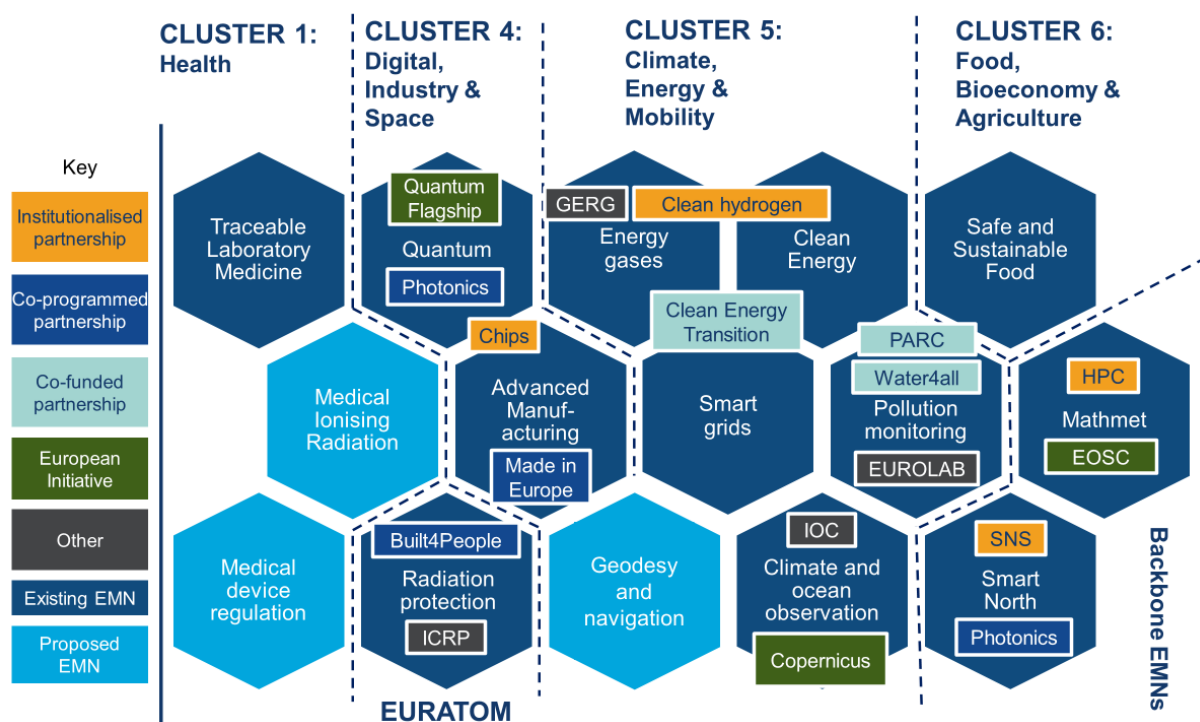 CLUSTER 1:
Health
CLUSTER 4:
Digital,
Industry &
Space
CLUSTER 5:
Climate,
Energy &
Mobility
CLUSTER 6:
Food,
Bioeconomy &
Agriculture
Key
Institutionalised
partnership
Co-programmed
partnership
Co-funded
partnership
European
Initiative
Other
Existing EMN
Proposed
EMN
Traceable
Laboratory
Medicine
Quantum
Flagship
Quantum
Photonics
GERG
Clean hydrogen
Energy
gases
Clean
Energy
Clean Energy
Transition
Safe and
Sustainable
Food
Medical
Ionising
Radiation
Chips
Advanced
Manuf-
acturing
Made in
Europe
Smart
grids
PARC
Water4all
Pollution
monitoring
EUROLAB
HPC
Mathmet
EOSC
Medical
device
regulation
Built4People
Radiation
protection
ICRP
Geodesy
and
navigation
IOC
Climate and
ocean
observation
Copernicus
SNS
Smart
North
Photonics
Backbone EMNs
EURATOM